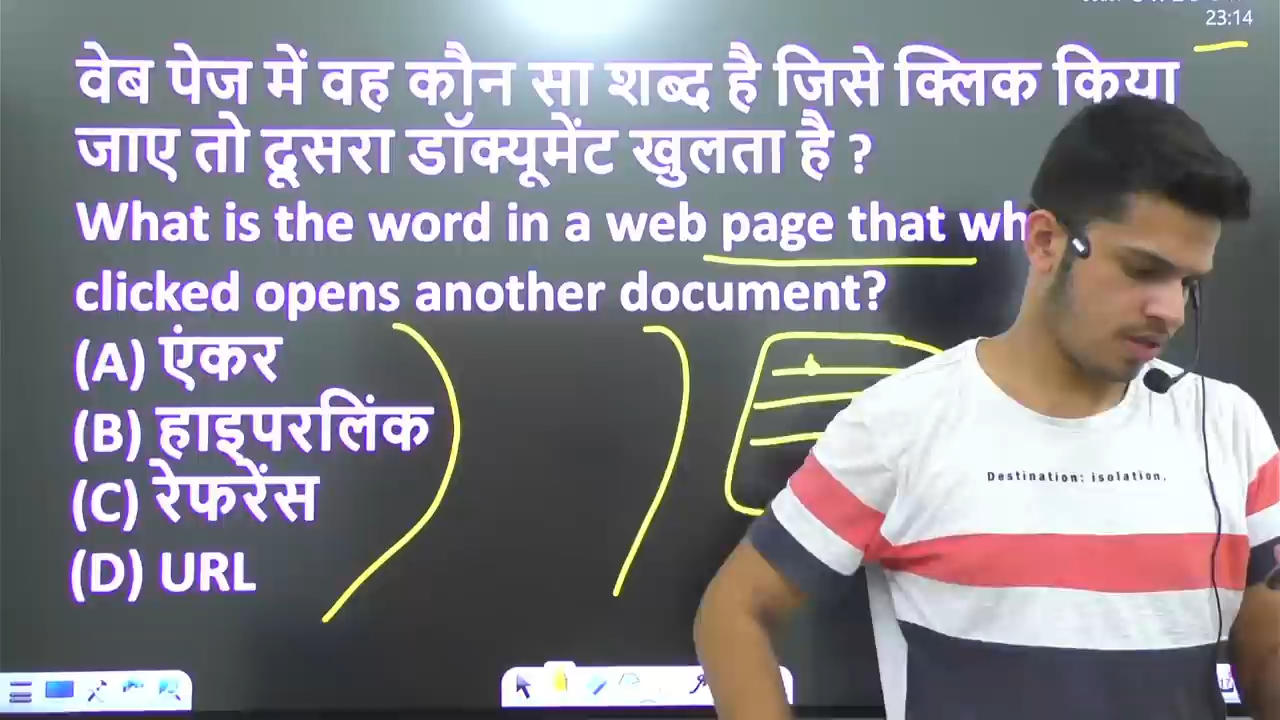 23:14
वेब पेज में वह कौन सा शब्द है जिसे क्लिक किया
जाए तो दूसरा डॉक्यूमेंट खुलता है ?
What is the word in a web page that
clicked opens another document?
(A) एंकर
(B) हाइपरलिंक
(C) रेफरेंस
(D) URL
Destination: isolation.